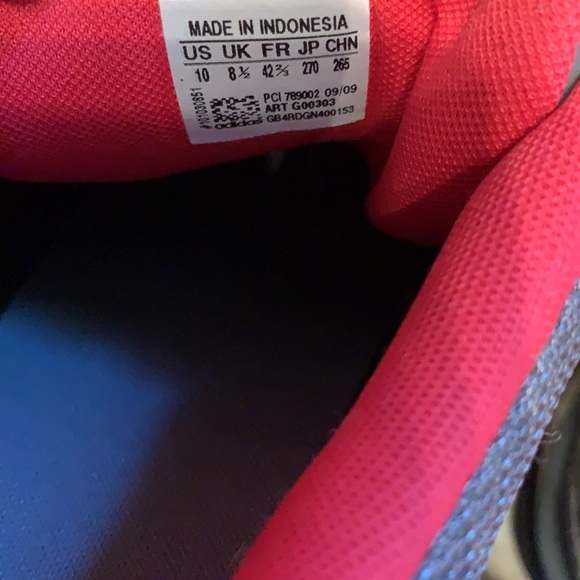 MADE IN INDONESIA
US UK FR JP CHN
10 8½ 42⅔ 270 265
#101030851
PCI 789002 09/09
ART G00303
adidas GB4RDGN400153